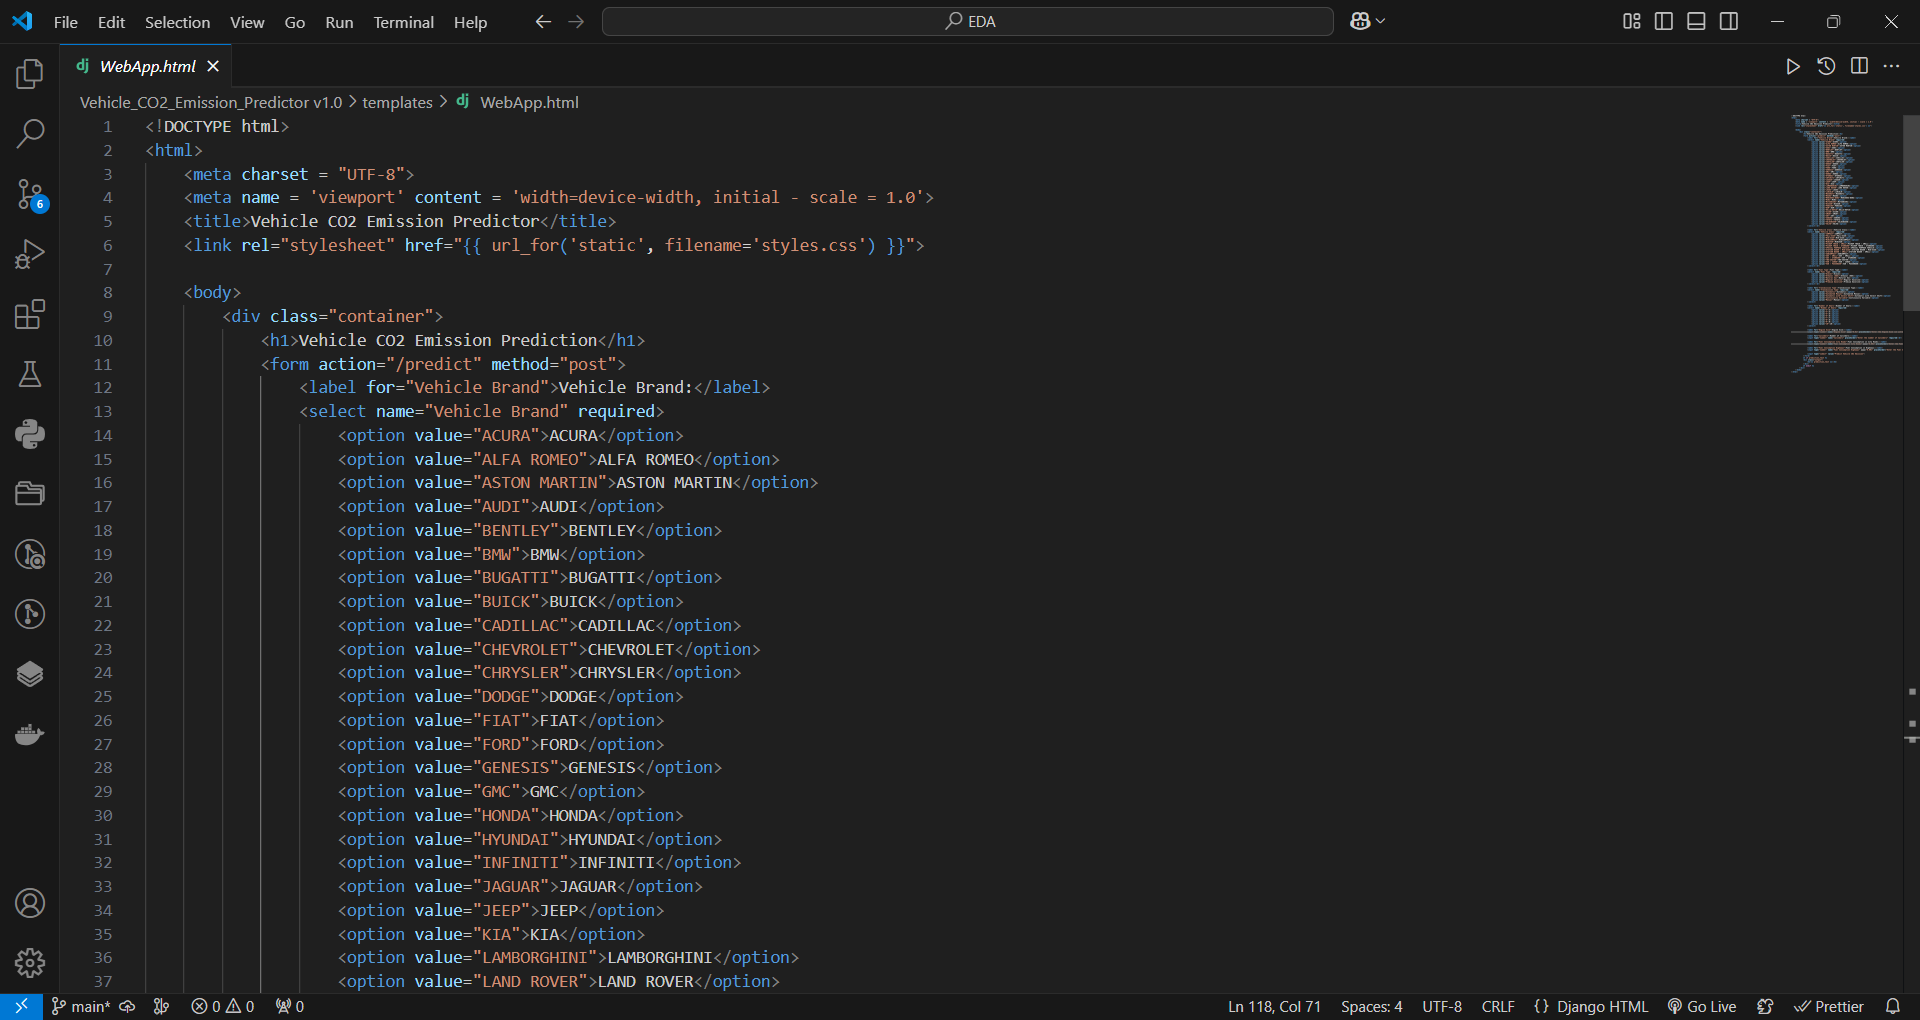 File Edit Selection View Go Run Terminal Help EDA
dj WebApp.html
Vehicle_CO2_Emission_Predictor v1.0 > templates > dj WebApp.html
1 <!DOCTYPE html>
2 <html>
3 <meta charset = "UTF-8">
4 <meta name = 'viewport' content = 'width=device-width, initial - scale = 1.0'>
5 <title>Vehicle CO2 Emission Predictor</title>
6 <link rel="stylesheet" href="{{ url_for('static', filename='styles.css') }}">
7
8 <body>
9 <div class="container">
10 <h1>Vehicle CO2 Emission Prediction</h1>
11 <form action="/predict" method="post">
12 <label for="Vehicle Brand">Vehicle Brand:</label>
13 <select name="Vehicle Brand" required>
14 <option value="ACURA">ACURA</option>
15 <option value="ALFA ROMEO">ALFA ROMEO</option>
16 <option value="ASTON MARTIN">ASTON MARTIN</option>
17 <option value="AUDI">AUDI</option>
18 <option value="BENTLEY">BENTLEY</option>
19 <option value="BMW">BMW</option>
20 <option value="BUGATTI">BUGATTI</option>
21 <option value="BUICK">BUICK</option>
22 <option value="CADILLAC">CADILLAC</option>
23 <option value="CHEVROLET">CHEVROLET</option>
24 <option value="CHRYSLER">CHRYSLER</option>
25 <option value="DODGE">DODGE</option>
26 <option value="FIAT">FIAT</option>
27 <option value="FORD">FORD</option>
28 <option value="GENESIS">GENESIS</option>
29 <option value="GMC">GMC</option>
30 <option value="HONDA">HONDA</option>
31 <option value="HYUNDAI">HYUNDAI</option>
32 <option value="INFINITI">INFINITI</option>
33 <option value="JAGUAR">JAGUAR</option>
34 <option value="JEEP">JEEP</option>
35 <option value="KIA">KIA</option>
36 <option value="LAMBORGHINI">LAMBORGHINI</option>
37 <option value="LAND ROVER">LAND ROVER</option>
6
main* 0 0 0 Ln 118, Col 71 Spaces: 4 UTF-8 CRLF {} Django HTML Go Live Prettier